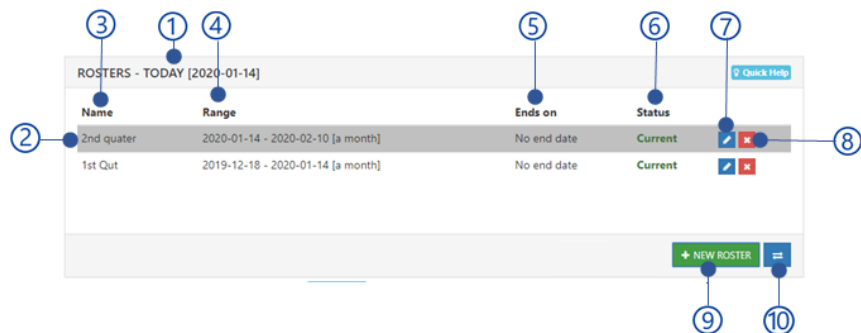 ③ ① ④ ⑤ ⑥ ⑦
ROSTERS - TODAY [2020-01-14] Quick Help
Name Range Ends on Status
② 2nd quater 2020-01-14 - 2020-02-10 [a month] No end date Current ⑧
1st Qut 2019-12-18 - 2020-01-14 [a month] No end date Current
+ NEW ROSTER
⑨ ⑩